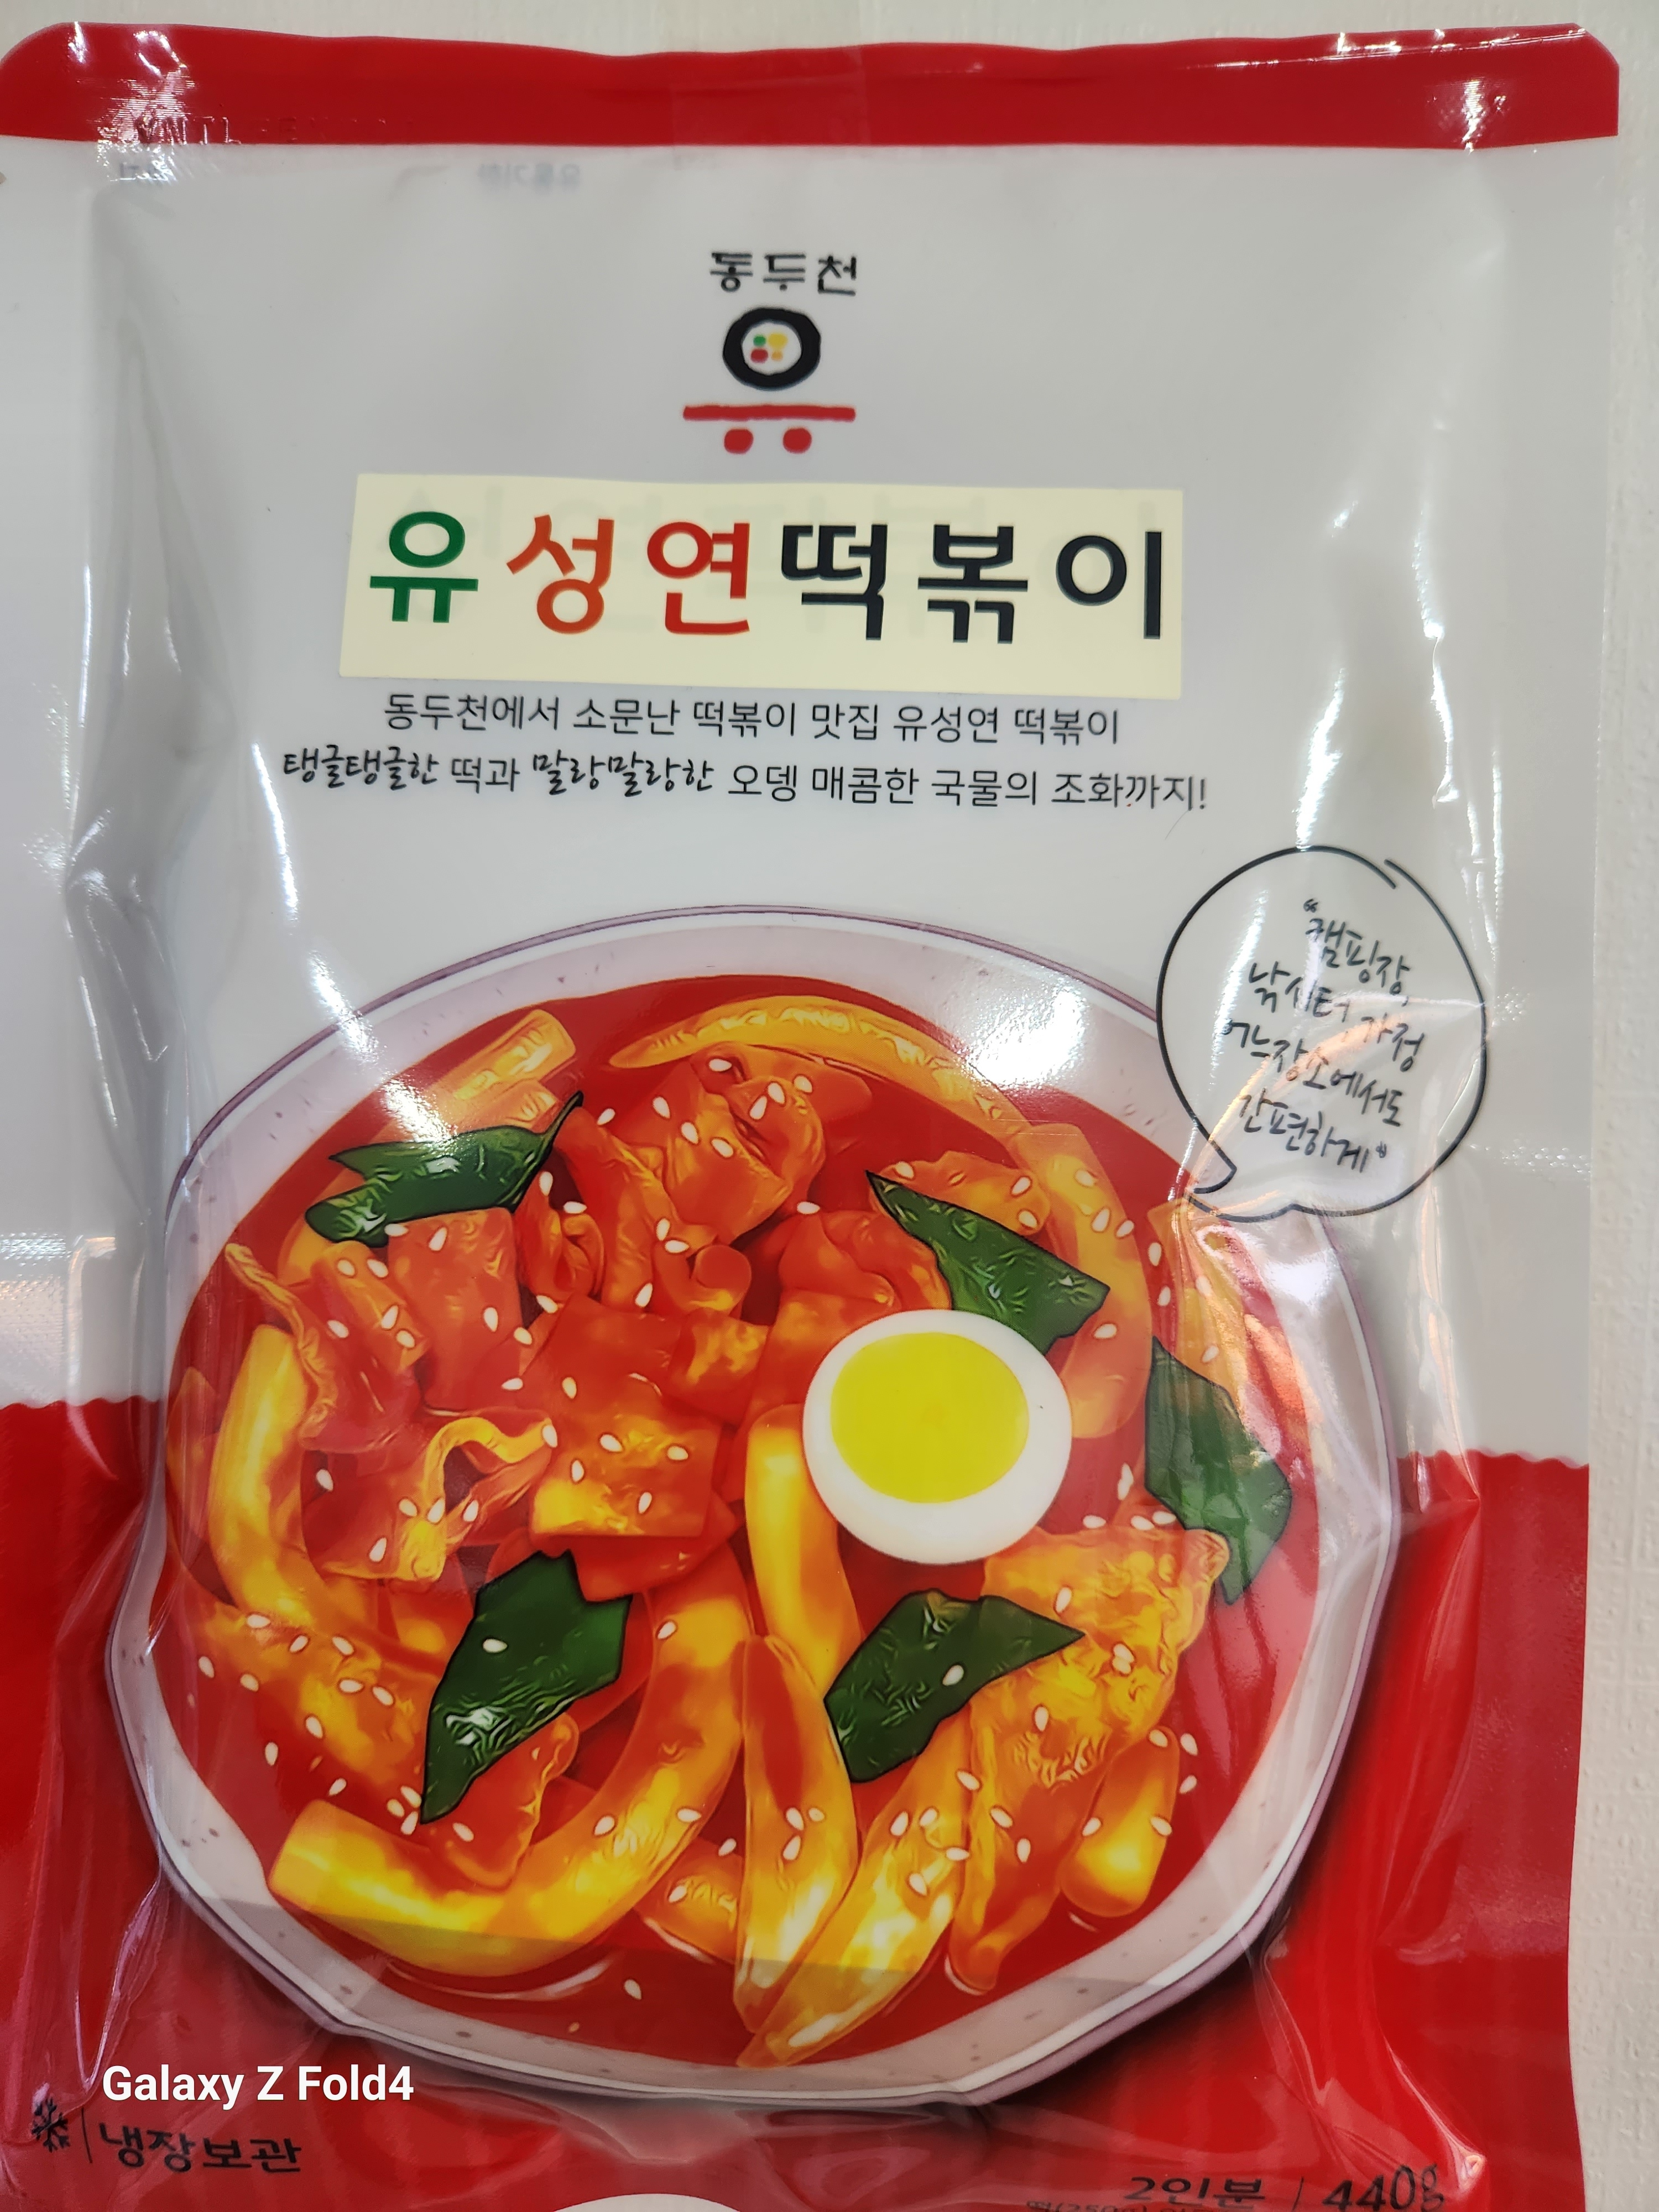 동두천
유성연떡볶이
동두천에서 소문난 떡볶이 맛집 유성연 떡볶이
탱글탱글한 떡과 말랑말랑한 오뎅 매콤한 국물의 조화까지!
"캠핑장,
낚시터, 가정
어느장소에서도
간편하게"
Galaxy Z Fold4
냉장보관
2인분 | 440g